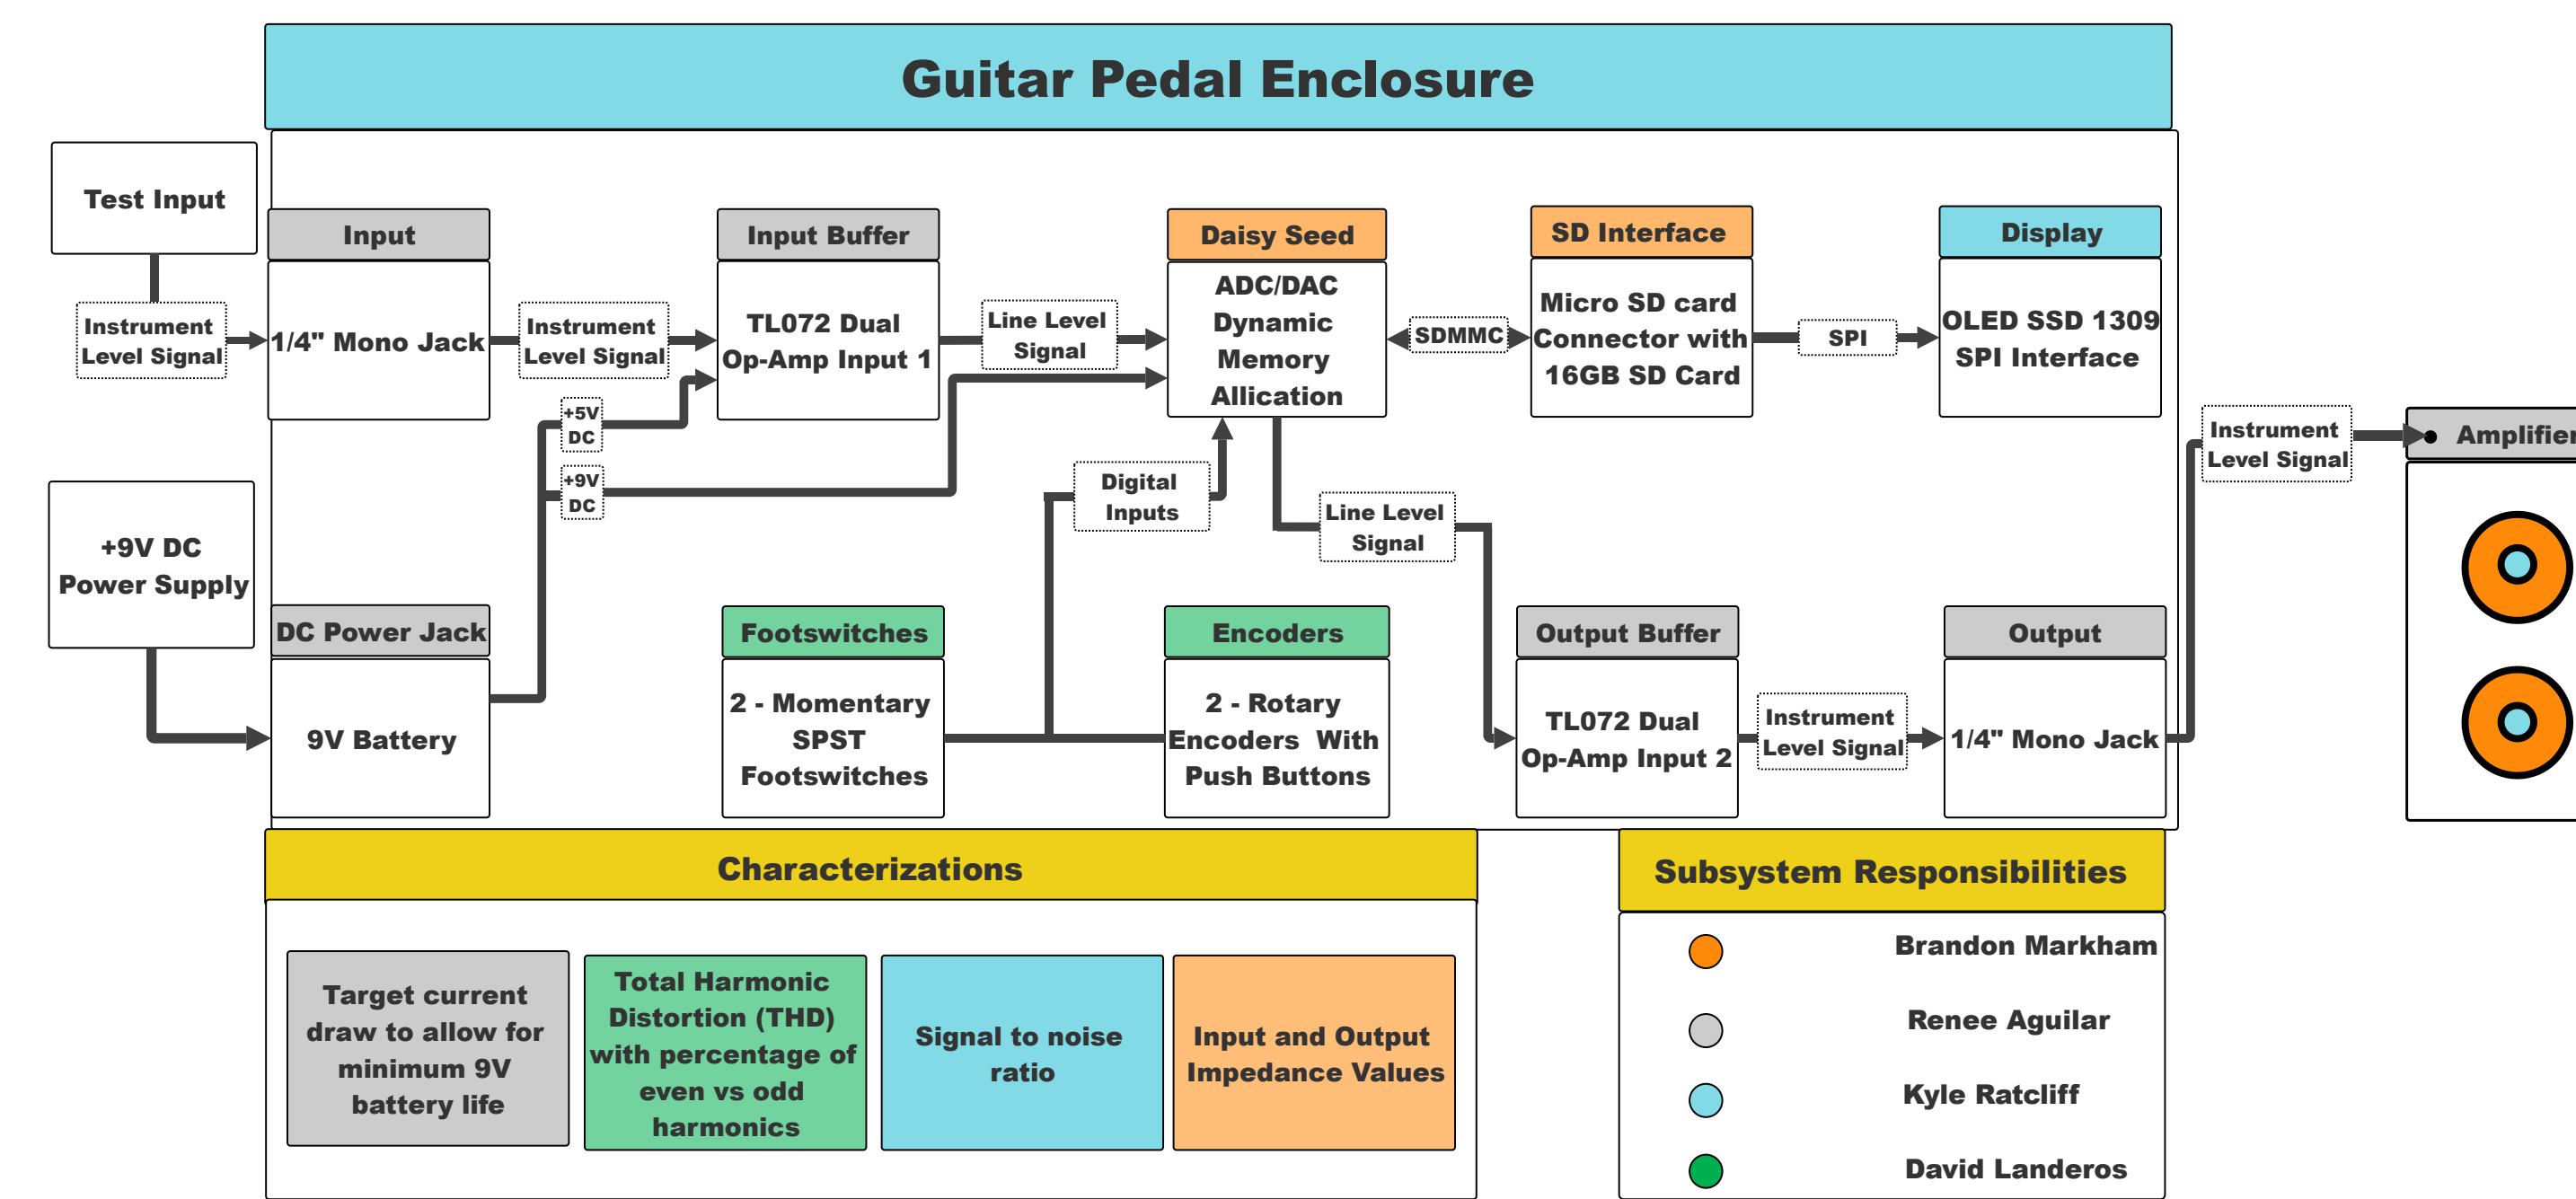 Guitar Pedal Enclosure
Test Input
Instrument
Level Signal
Input
1/4" Mono Jack
Instrument
Level Signal
Input Buffer
TL072 Dual
Op-Amp Input 1
Line Level
Signal
Daisy Seed
ADC/DAC
Dynamic
Memory
Allication
SDMMC
SD Interface
Micro SD card
Connector with
16GB SD Card
SPI
Display
OLED SSD 1309
SPI Interface
+5V
DC
+9V
DC
Digital
Inputs
Line Level
Signal
Instrument
Level Signal
Amplifier
+9V DC
Power Supply
DC Power Jack
9V Battery
Footswitches
2 - Momentary
SPST
Footswitches
Encoders
2 - Rotary
Encoders With
Push Buttons
Output Buffer
TL072 Dual
Op-Amp Input 2
Instrument
Level Signal
Output
1/4" Mono Jack
Characterizations
Target current
draw to allow for
minimum 9V
battery life
Total Harmonic
Distortion (THD)
with percentage of
even vs odd
harmonics
Signal to noise
ratio
Input and Output
Impedance Values
Subsystem Responsibilities
Brandon Markham
Renee Aguilar
Kyle Ratcliff
David Landeros